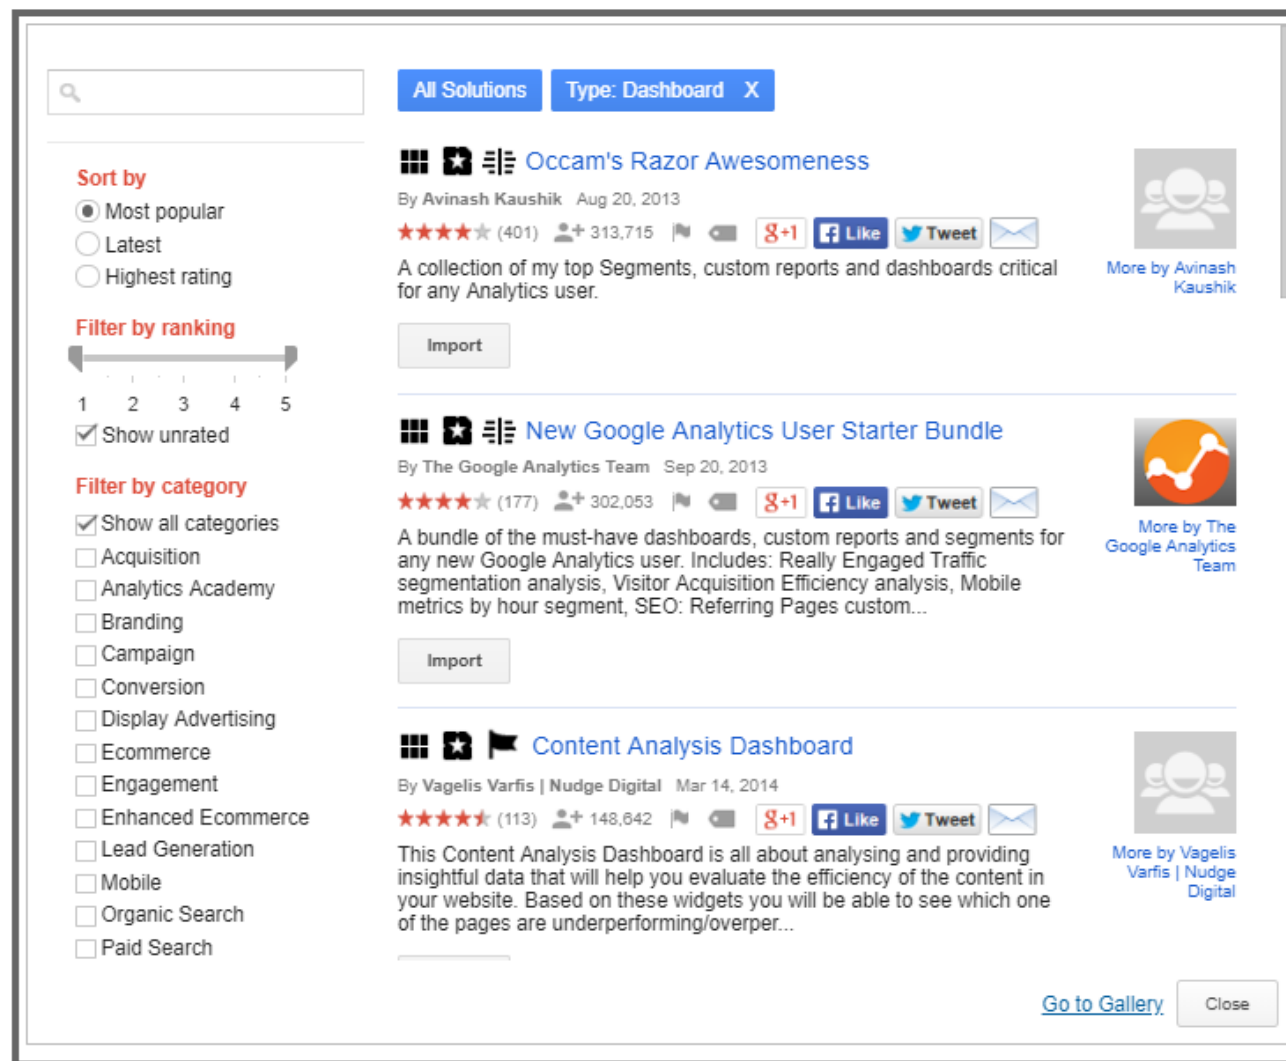 All Solutions
Type: Dashboard X
Sort by
Most popular
Latest
Highest rating
Filter by ranking
1 2 3 4 5
Show unrated
Filter by category
Show all categories
Acquisition
Analytics Academy
Branding
Campaign
Conversion
Display Advertising
Ecommerce
Engagement
Enhanced Ecommerce
Lead Generation
Mobile
Organic Search
Paid Search
Occam's Razor Awesomeness
By Avinash Kaushik Aug 20, 2013
(401) 313,715 g+1 Like Tweet
A collection of my top Segments, custom reports and dashboards critical
for any Analytics user.
Import
More by Avinash
Kaushik
New Google Analytics User Starter Bundle
By The Google Analytics Team Sep 20, 2013
(177) 302,053 g+1 Like Tweet
A bundle of the must-have dashboards, custom reports and segments for
any new Google Analytics user. Includes: Really Engaged Traffic
segmentation analysis, Visitor Acquisition Efficiency analysis, Mobile
metrics by hour segment, SEO: Referring Pages custom...
Import
More by The
Google Analytics
Team
Content Analysis Dashboard
By Vagelis Varfis | Nudge Digital Mar 14, 2014
(113) 148,642 g+1 Like Tweet
This Content Analysis Dashboard is all about analysing and providing
insightful data that will help you evaluate the efficiency of the content in
your website. Based on these widgets you will be able to see which one
of the pages are underperforming/overper...
More by Vagelis
Varfis | Nudge
Digital
Go to Gallery
Close